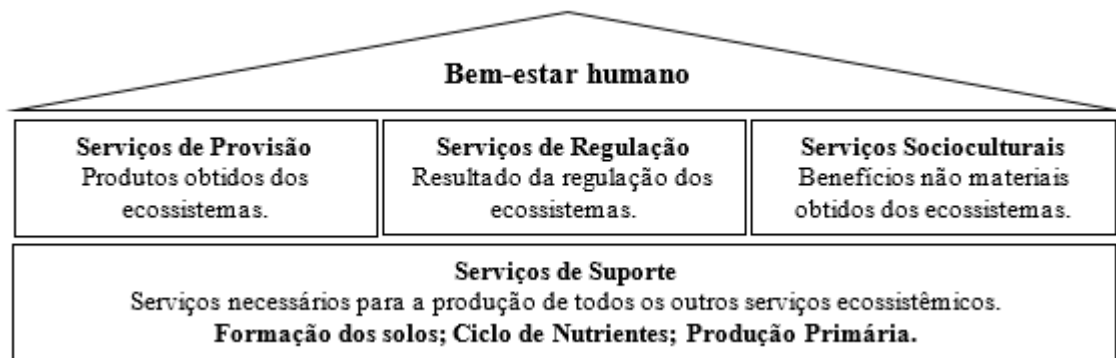 Bem-estar humano
Serviços de Provisão
Produtos obtidos dos
ecossistemas.
Serviços de Regulação
Resultado da regulação dos
ecossistemas.
Serviços Socioculturais
Benefícios não materiais
obtidos dos ecossistemas.
Serviços de Suporte
Serviços necessários para a produção de todos os outros serviços ecossistêmicos.
Formação dos solos; Ciclo de Nutrientes; Produção Primária.